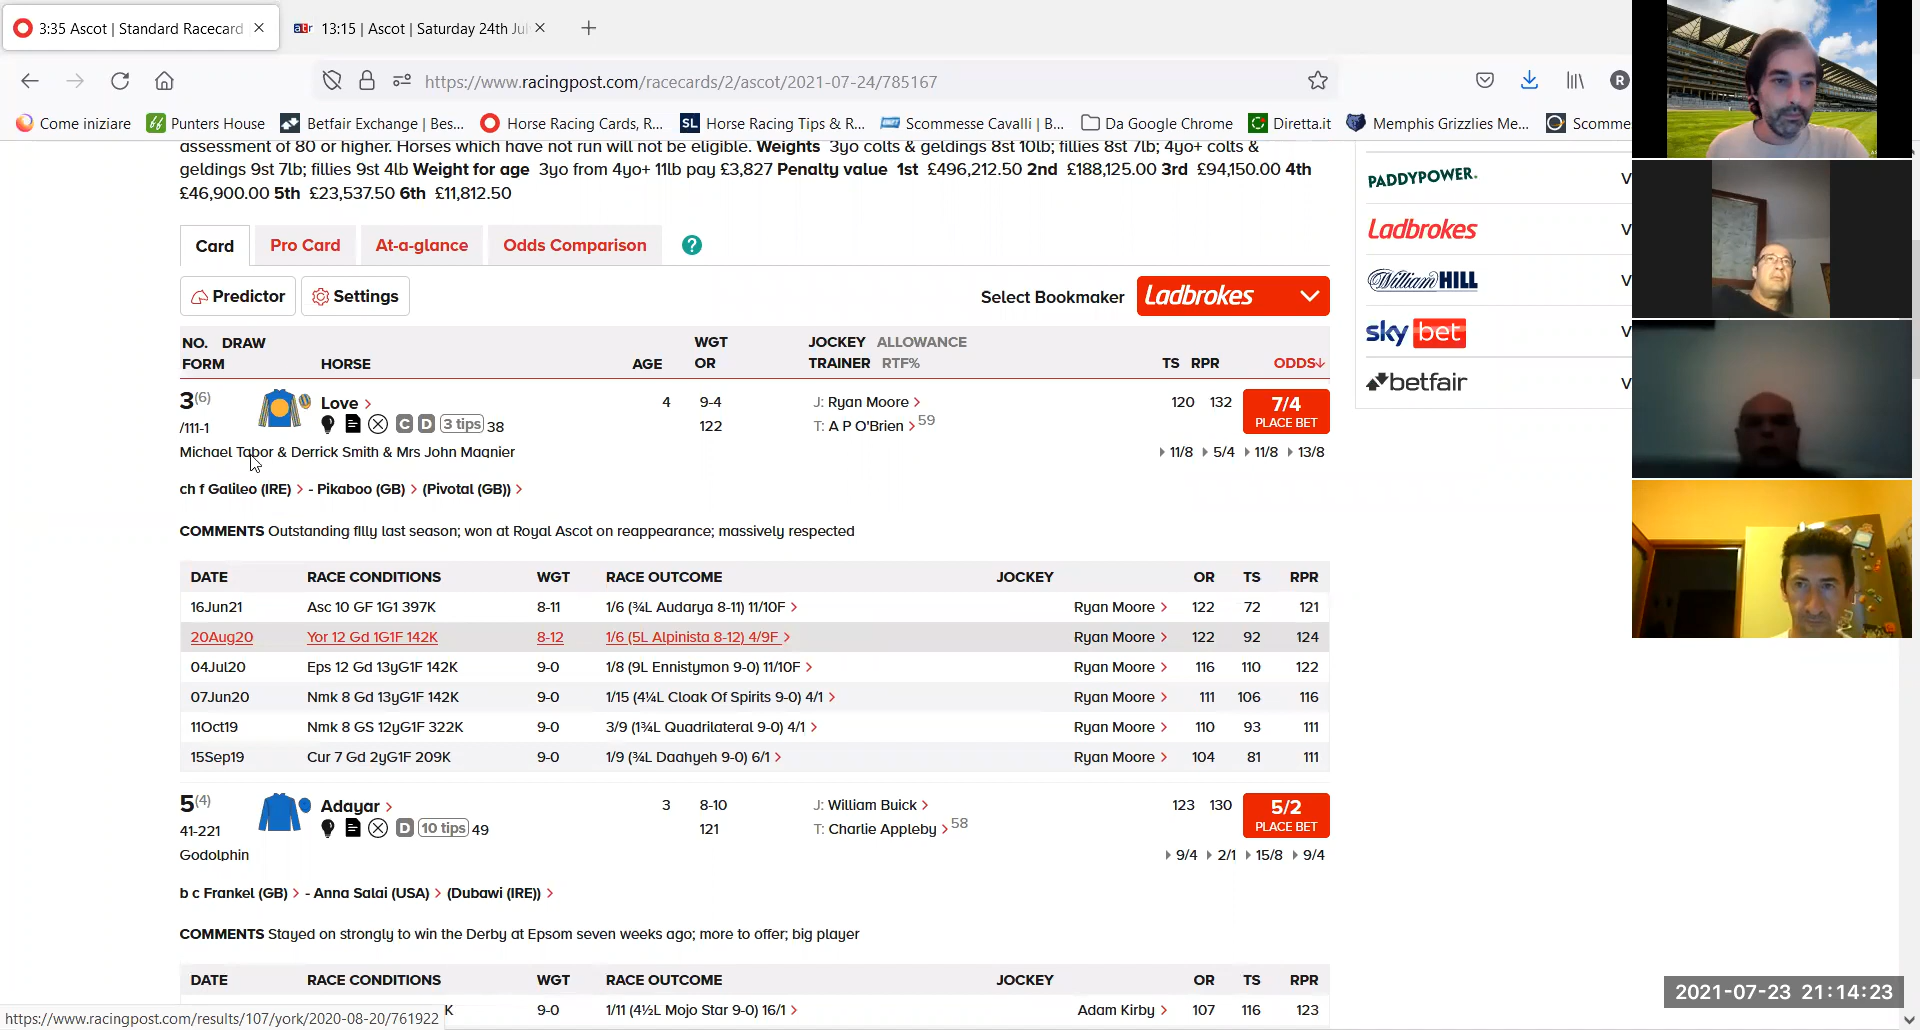 3:35 Ascot | Standard Racecard
atr 13:15 | Ascot | Saturday 24th Ju
https://www.racingpost.com/racecards/2/ascot/2021-07-24/785167
R
Come iniziare
Punters House
Betfair Exchange | Bes...
Horse Racing Cards, R...
SL Horse Racing Tips & R...
Scommesse Cavalli | B...
Da Google Chrome
Diretta.it
Memphis Grizzlies Me...
Scomme
assessment of 80 or higher. Horses which have not run will not be eligible. Weights 3yo colts & geldings 8st 10lb; fillies 8st 7lb; 4yo+ colts &
geldings 9st 7lb; fillies 9st 4lb Weight for age 3yo from 4yo+ 11lb pay £3,827 Penalty value 1st £496,212.50 2nd £188,125.00 3rd £94,150.00 4th
£46,900.00 5th £23,537.50 6th £11,812.50
PADDYPOWER. V
Ladbrokes V
William HILL V
sky bet V
betfair V
Card Pro Card At-a-glance Odds Comparison ?
Predictor Settings Select Bookmaker Ladbrokes
NO. DRAW WGT JOCKEY ALLOWANCE
FORM HORSE AGE OR TRAINER RTF% TS RPR ODDS↓
3(6) Love 4 9-4 J: Ryan Moore 120 132 7/4
/111-1 C D 3 tips 38 122 T: A P O'Brien 59 PLACE BET
Michael Tabor & Derrick Smith & Mrs John Magnier 11/8 5/4 11/8 13/8
ch f Galileo (IRE) - Pikaboo (GB) (Pivotal (GB))
COMMENTS Outstanding filly last season; won at Royal Ascot on reappearance; massively respected
DATE RACE CONDITIONS WGT RACE OUTCOME JOCKEY OR TS RPR
16Jun21 Asc 10 GF 1G1 397K 8-11 1/6 (¾L Audarya 8-11) 11/10F Ryan Moore 122 72 121
20Aug20 Yor 12 Gd 1G1F 142K 8-12 1/6 (5L Alpinista 8-12) 4/9F Ryan Moore 122 92 124
04Jul20 Eps 12 Gd 13yG1F 142K 9-0 1/8 (9L Ennistymon 9-0) 11/10F Ryan Moore 116 110 122
07Jun20 Nmk 8 Gd 13yG1F 142K 9-0 1/15 (4¼L Cloak Of Spirits 9-0) 4/1 Ryan Moore 111 106 116
11Oct19 Nmk 8 GS 12yG1F 322K 9-0 3/9 (1¾L Quadrilateral 9-0) 4/1 Ryan Moore 110 93 111
15Sep19 Cur 7 Gd 2yG1F 209K 9-0 1/9 (¾L Daahyeh 9-0) 6/1 Ryan Moore 104 81 111
5(4) Adayar 3 8-10 J: William Buick 123 130 5/2
41-221 D 10 tips 49 121 T: Charlie Appleby 58 PLACE BET
Godolphin 9/4 2/1 15/8 9/4
b c Frankel (GB) - Anna Salai (USA) (Dubawi (IRE))
COMMENTS Stayed on strongly to win the Derby at Epsom seven weeks ago; more to offer; big player
DATE RACE CONDITIONS WGT RACE OUTCOME JOCKEY OR TS RPR
K 9-0 1/11 (4½L Mojo Star 9-0) 16/1 Adam Kirby 107 116 123
https://www.racingpost.com/results/107/york/2020-08-20/761922
2021-07-23 21:14:23